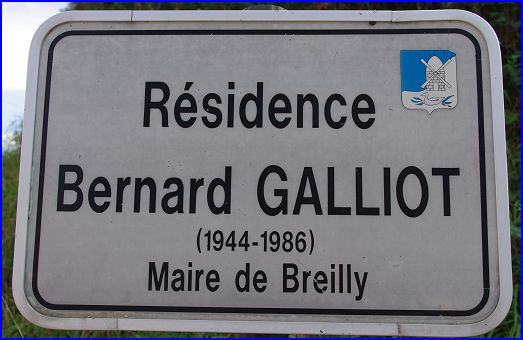 Résidence
Bernard GALLIOT
(1944-1986)
Maire de Breilly